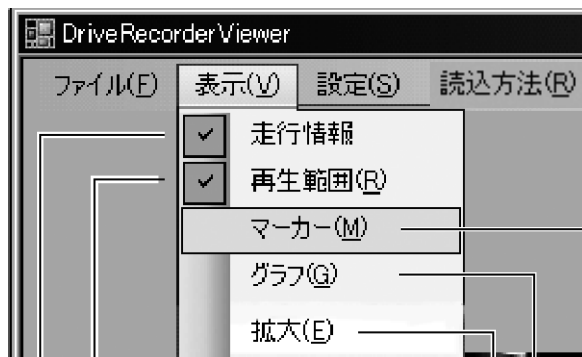 DriveRecorderViewer
ファイル(F) 表示(V) 設定(S) 読込方法(R)
走行情報
再生範囲(R)
マーカー(M)
グラフ(G)
拡大(E)